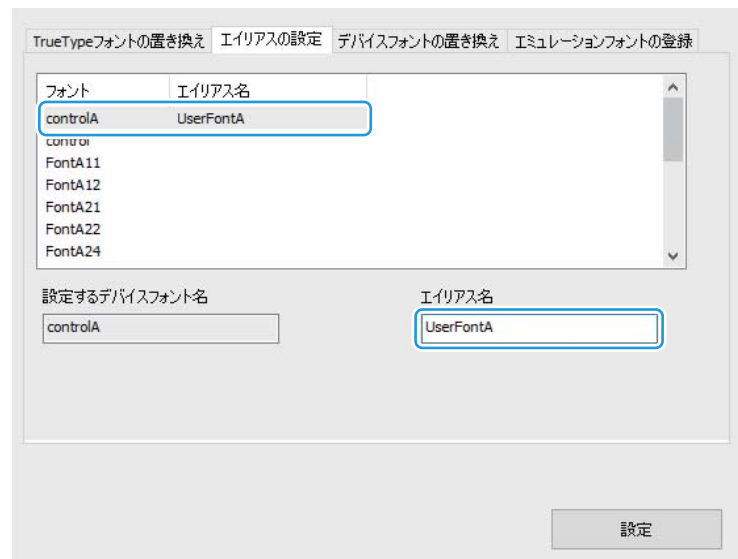 TrueTypeフォントの置き換え エイリアスの設定 デバイスフォントの置き換え エミュレーションフォントの登録
フォント エイリアス名
controlA UserFontA
control
FontA11
FontA12
FontA21
FontA22
FontA24
設定するデバイスフォント名 エイリアス名
controlA UserFontA
設定